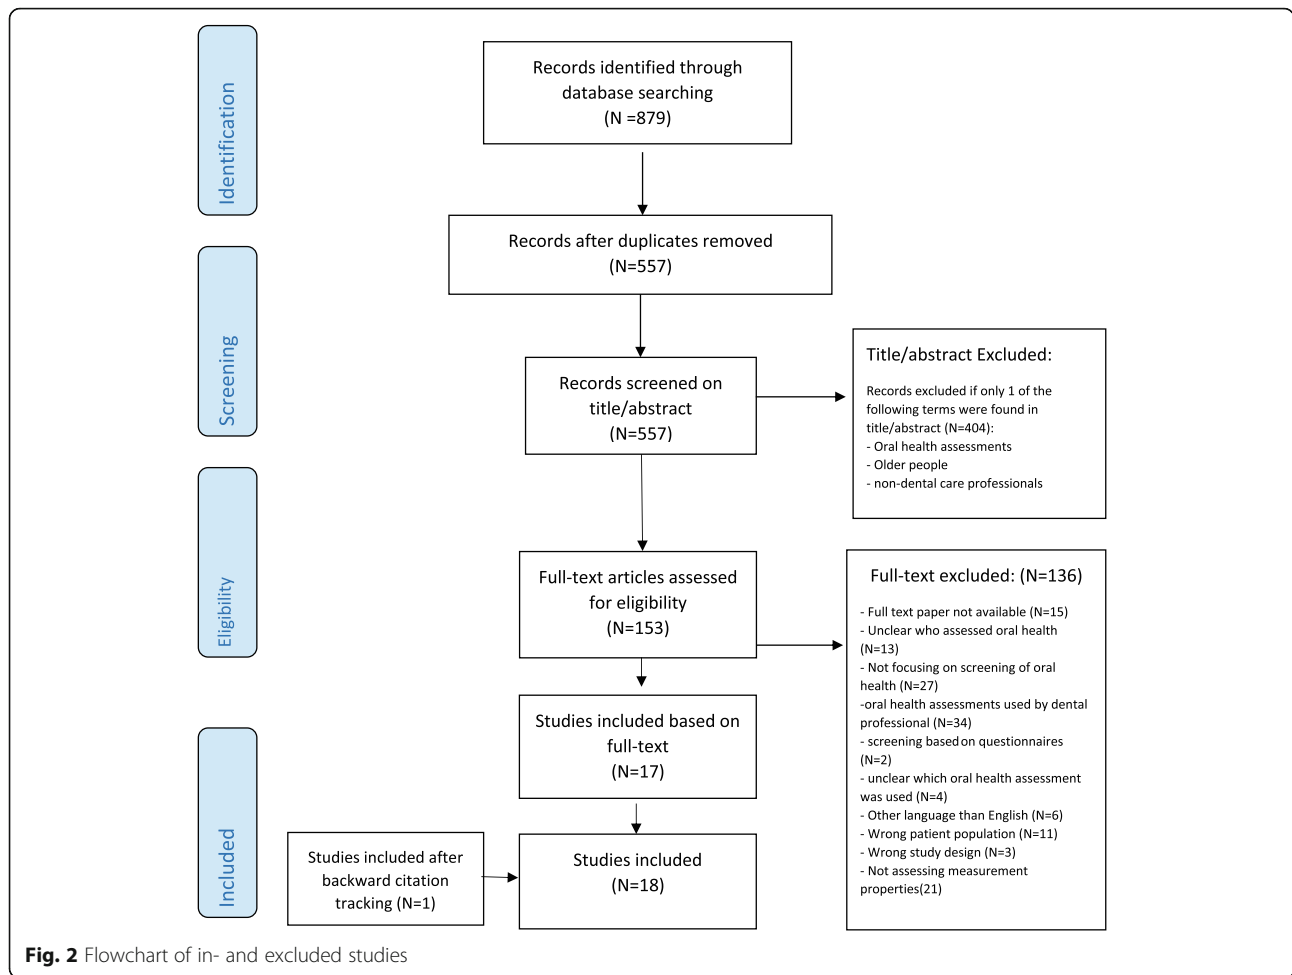 Identification
Records identified through
database searching
(N =879)
Records after duplicates removed
(N=557)
Screening
Records screened on
title/abstract
(N=557)
Title/abstract Excluded:
Records excluded if only 1 of the
following terms were found in
title/abstract (N=404):
- Oral health assessments
- Older people
- non-dental care professionals
Eligibility
Full-text articles assessed
for eligibility
(N=153)
Full-text excluded: (N=136)
- Full text paper not available (N=15)
- Unclear who assessed oral health
(N=13)
- Not focusing on screening of oral
health (N=27)
-oral health assessments used by dental
professional (N=34)
- screening based on questionnaires
(N=2)
- unclear which oral health assessment
was used (N=4)
- Other language than English (N=6)
- Wrong patient population (N=11)
- Wrong study design (N=3)
- Not assessing measurement
properties(21)
Studies included based on
full-text
(N=17)
Included
Studies included after
backward citation
tracking (N=1)
Studies included
(N=18)
Fig. 2 Flowchart of in- and excluded studies